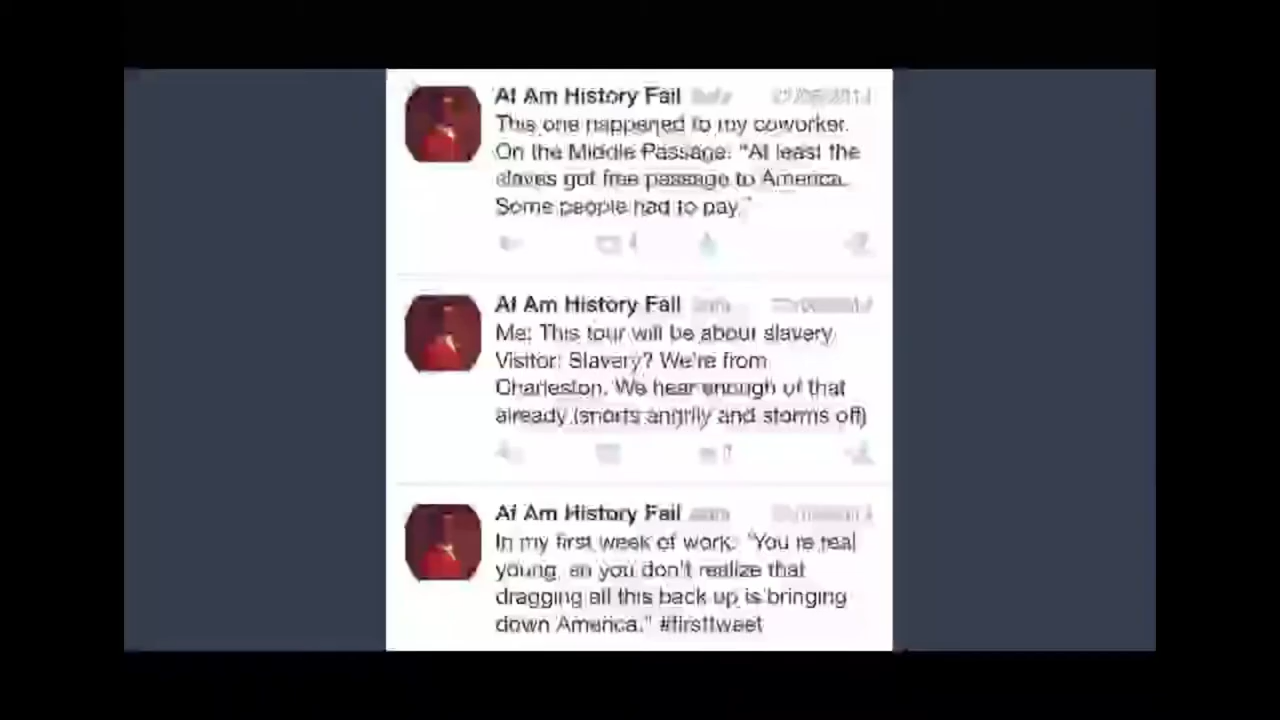 Af Am History Fail
This one happened to my coworker.
On the Middle Passage: "At least the
slaves got free passage to America.
Some people had to pay."
Af Am History Fail
Me: This tour will be about slavery
Visitor: Slavery? We're from
Charleston. We hear enough of that
already.(snorts angrily and storms off)
Af Am History Fail
In my first week of work: "You're real
young, so you don't realize that
dragging all this back up is bringing
down America." #firsttweet